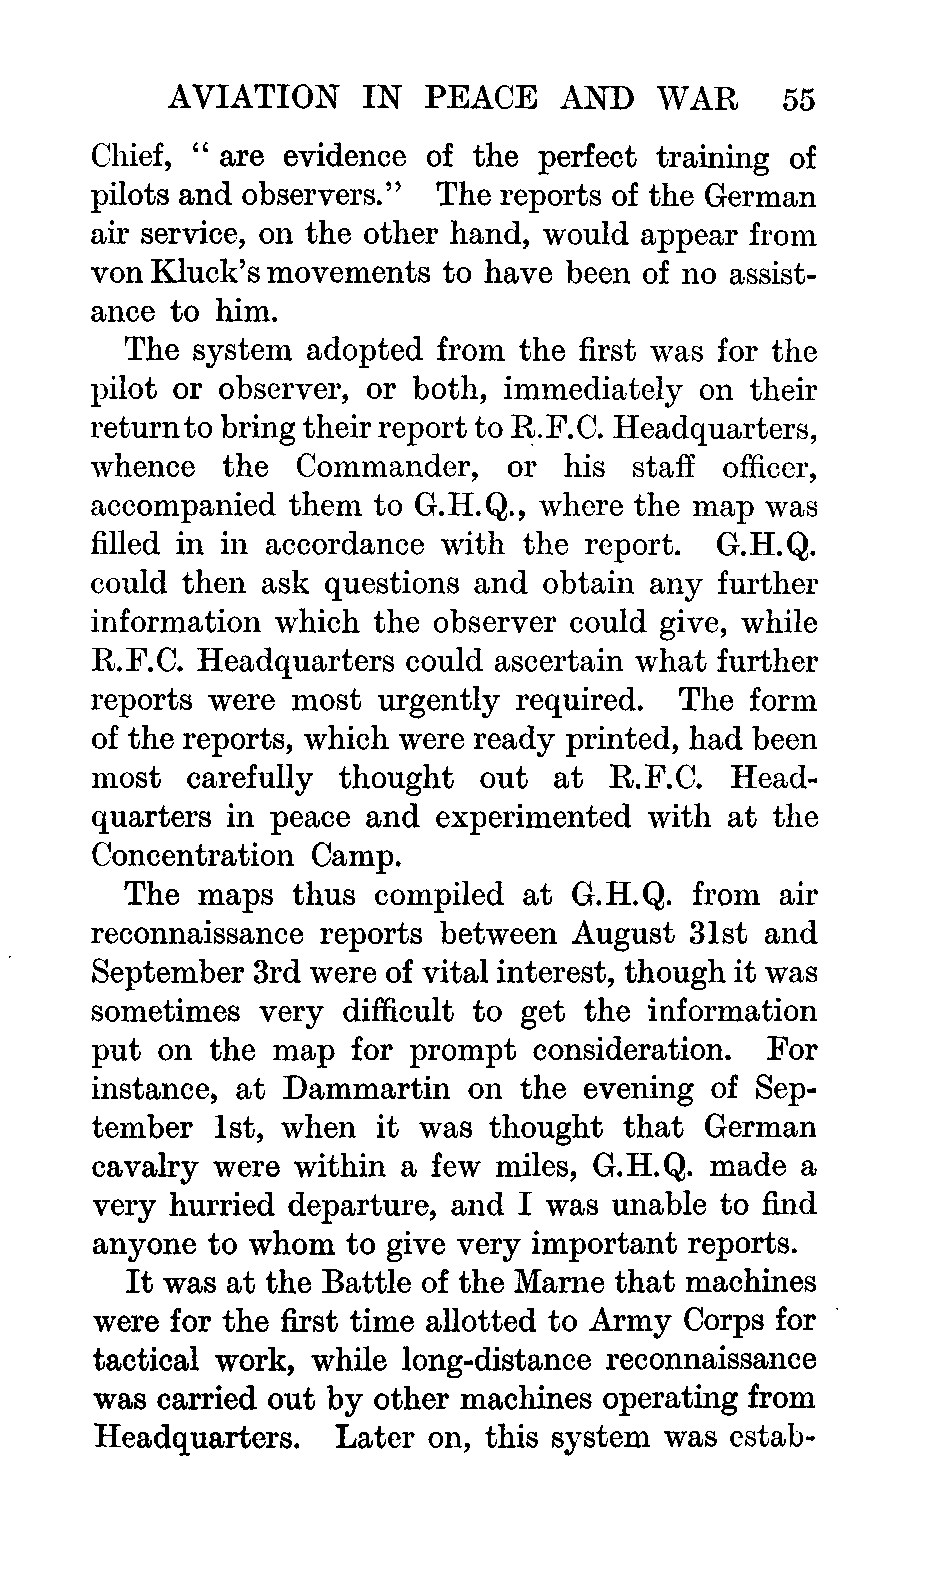 AVIATION IN PEACE AND WAR 55
Chief, “ are evidence of the perfect training of
pilots and observers.” The reports of the German
air service, on the other hand, would appear from
von Kluck’s movements to have been of no assist-
ance to him.
The system adopted from the first was for the
pilot or observer, or both, immediately on their
return to bring their report to R.F.C. Headquarters,
whence the Commander, or his staff officer,
accompanied them to G.H.Q., where the map was
filled in in accordance with the report. G.H.Q.
could then ask questions and obtain any further
information which the observer could give, while
R.F.C. Headquarters could ascertain what further
reports were most urgently required. The form
of the reports, which were ready printed, had been
most carefully thought out at R.F.C. Head-
quarters in peace and experimented with at the
Concentration Camp.
The maps thus compiled at G.H.Q. from air
reconnaissance reports between August 31st and
September 3rd were of vital interest, though it was
sometimes very difficult to get the information
put on the map for prompt consideration. For
instance, at Dammartin on the evening of Sep-
tember 1st, when it was thought that German
cavalry were within a few miles, G.H.Q. made a
very hurried departure, and I was unable to find
anyone to whom to give very important reports.
It was at the Battle of the Marne that machines
were for the first time allotted to Army Corps for
tactical work, while long-distance reconnaissance
was carried out by other machines operating from
Headquarters. Later on, this system was estab-